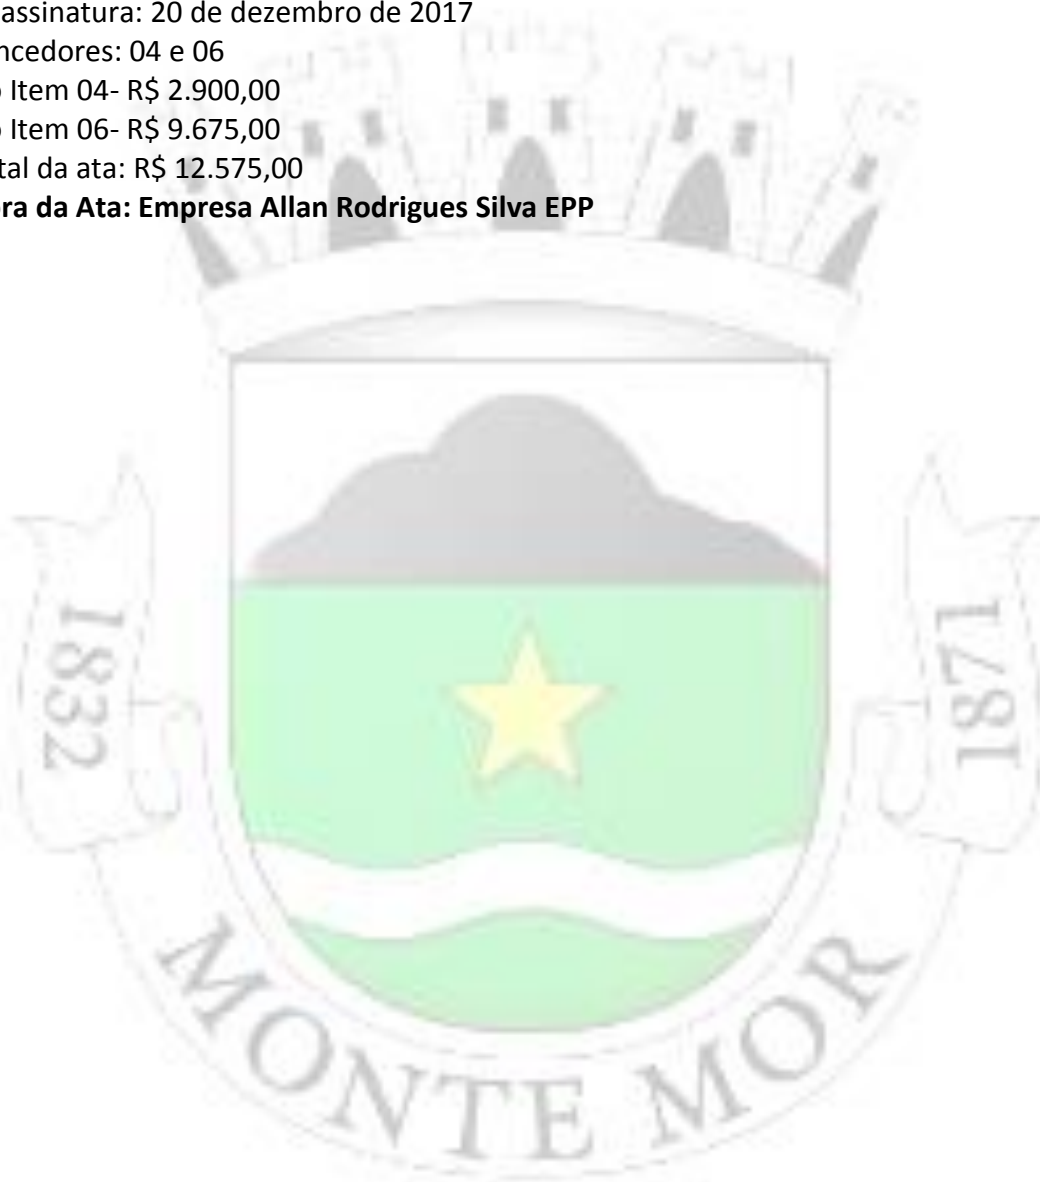 assinatura: 20 de dezembro de 2017
ncedores: 04 e 06
o Item 04- R$ 2.900,00
o Item 06- R$ 9.675,00
tal da ata: R$ 12.575,00
ora da Ata: Empresa Allan Rodrigues Silva EPP
1832
1871
MONTE MOR